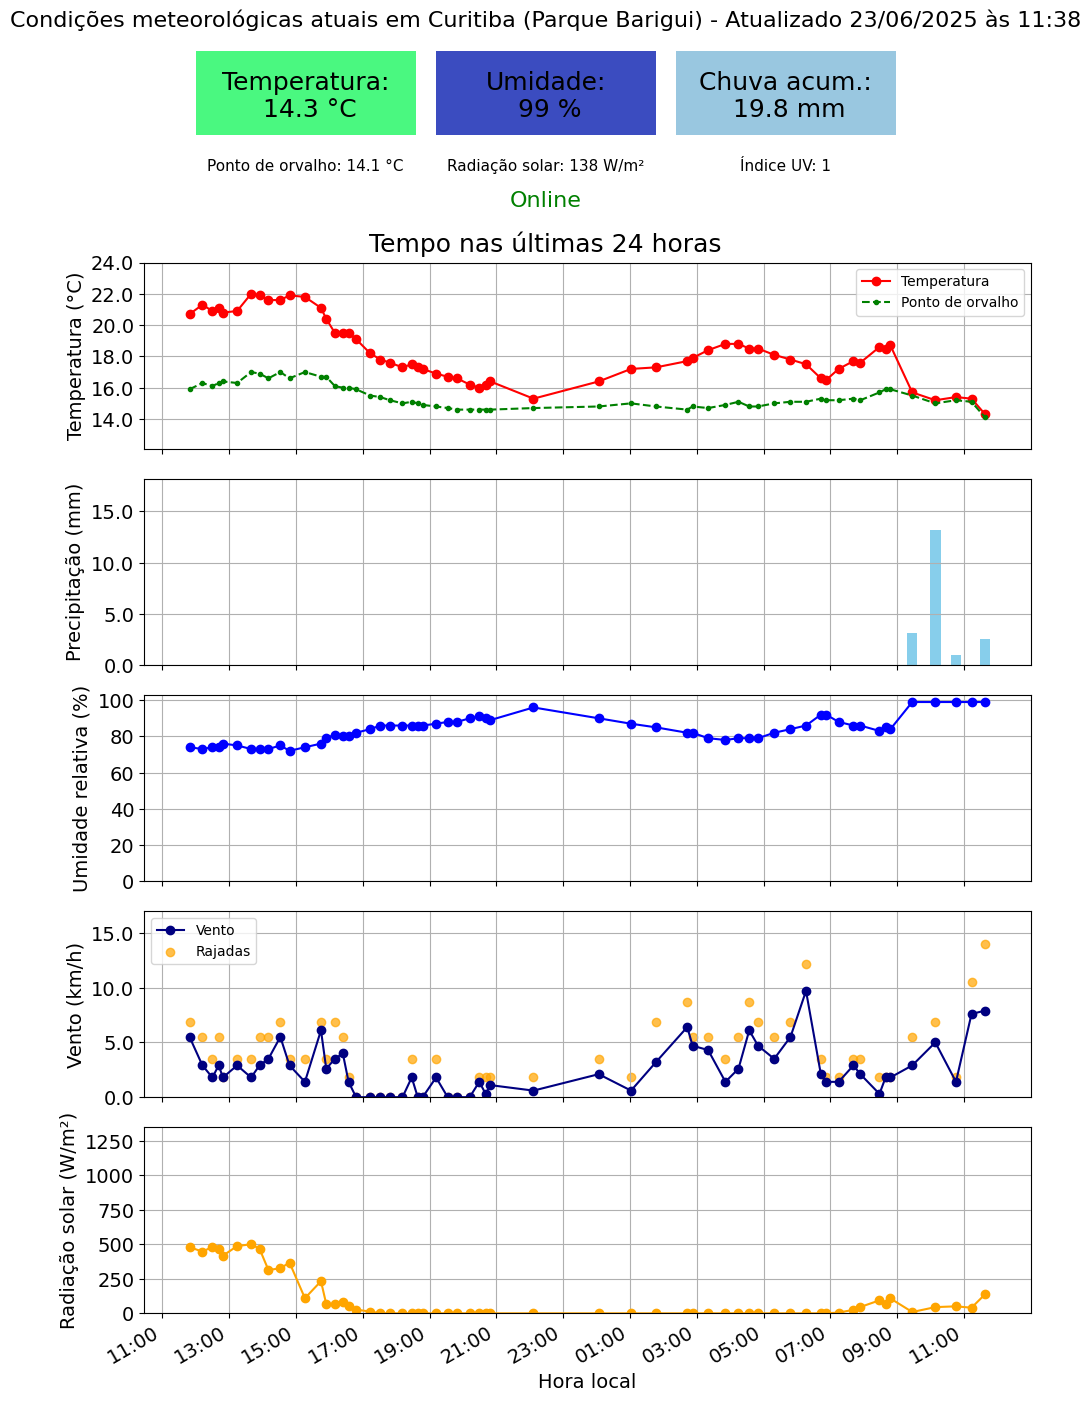 Condições meteorológicas atuais em Curitiba (Parque Barigui) - Atualizado 23/06/2025 às 11:38
Temperatura:
14.3 °C
Umidade:
99 %
Chuva acum.:
19.8 mm
Ponto de orvalho: 14.1 °C
Radiação solar: 138 W/m²
Índice UV: 1
Online
Tempo nas últimas 24 horas
Temperatura (°C)
24.0
22.0
20.0
18.0
16.0
14.0
Temperatura
Ponto de orvalho
Precipitação (mm)
15.0
10.0
5.0
0.0
Umidade relativa (%)
100
80
60
40
20
0
Vento (km/h)
15.0
10.0
5.0
0.0
Vento
Rajadas
Radiação solar (W/m²)
1250
1000
750
500
250
0
11:00
13:00
15:00
17:00
19:00
21:00
23:00
01:00
03:00
05:00
07:00
09:00
11:00
Hora local